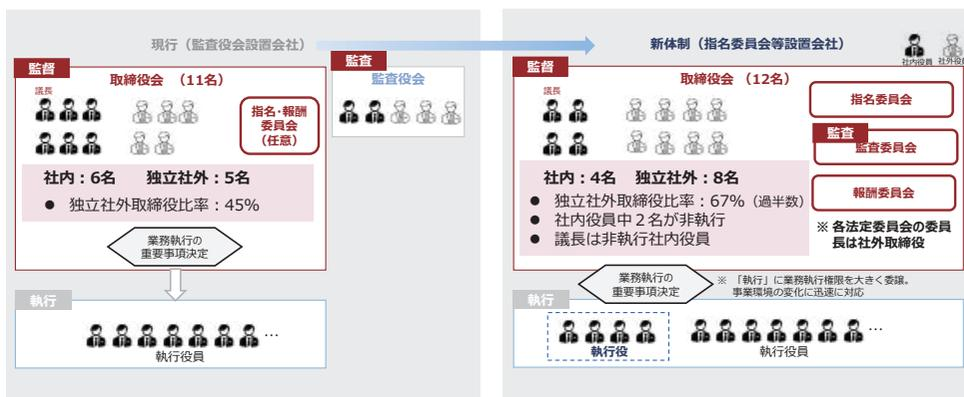 現行（監査役会設置会社）
監督
取締役会 （11名）
議長
指名・報酬
委員会
（任意）
社内：6名 独立社外：5名
● 独立社外取締役比率：45%
業務執行の
重要事項決定
執行
執行役員
…
監査
監査役会
新体制（指名委員会等設置会社）
社内役員
社外役
監督
取締役会 （12名）
議長
指名委員会
監査
監査委員会
報酬委員会
※ 各法定委員会の委員
長は社外取締役
社内：4名 独立社外：8名
● 独立社外取締役比率：67%（過半数）
● 社内役員中２名が非執行
● 議長は非執行社内役員
業務執行の
重要事項決定
※ 「執行」に業務執行権限を大きく委譲。
事業環境の変化に迅速に対応
執行
執行役
執行役員
…